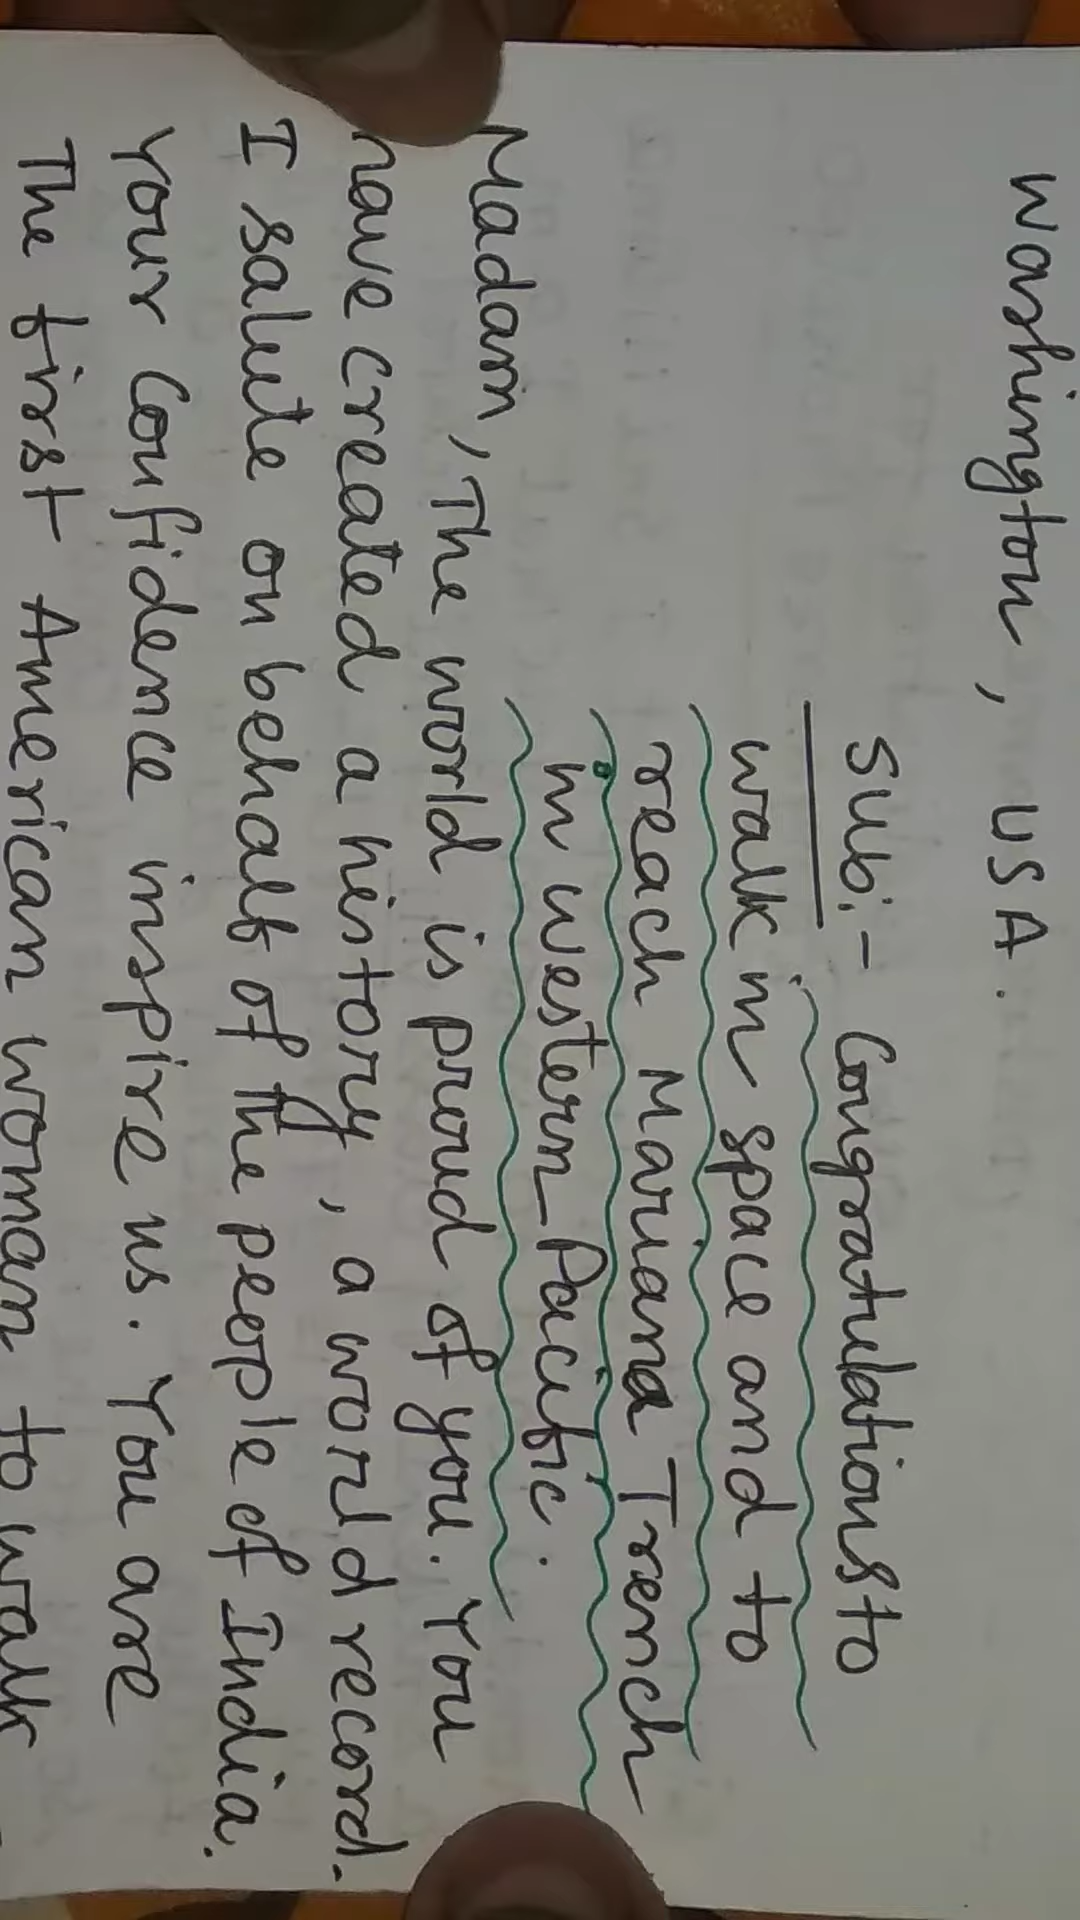 Washington, USA.
Sub:- Congratulations to
walk in space and to
reach Mariana Trench
in western Pacific.
Madam, The world is proud of you. You
have created a history, a world record.
I salute on behalf of the people of India.
Your Confidence inspire us. You are
The first American woman to walk